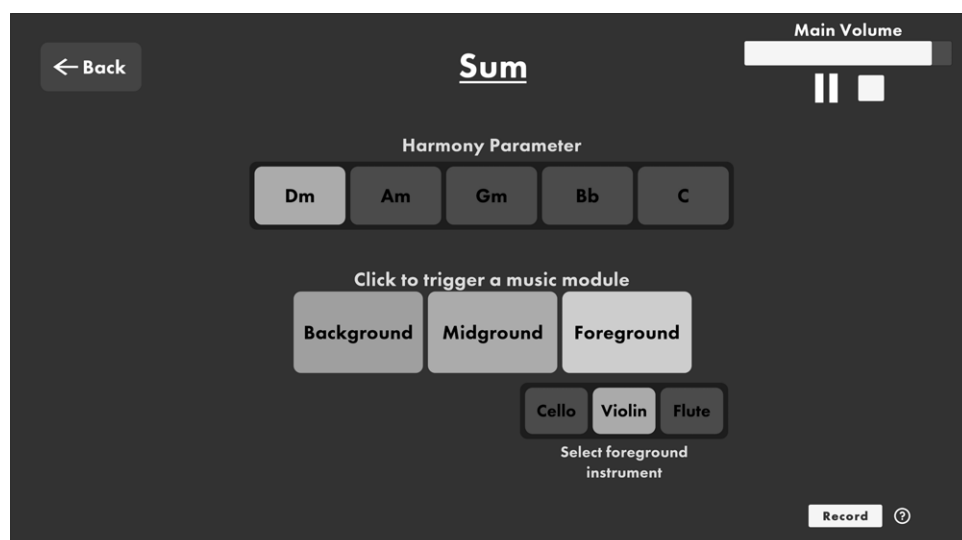 Main Volume
← Back
Sum
Harmony Parameter
Dm Am Gm Bb C
Click to trigger a music module
Background Midground Foreground
Cello Violin Flute
Select foreground
instrument
Record ?